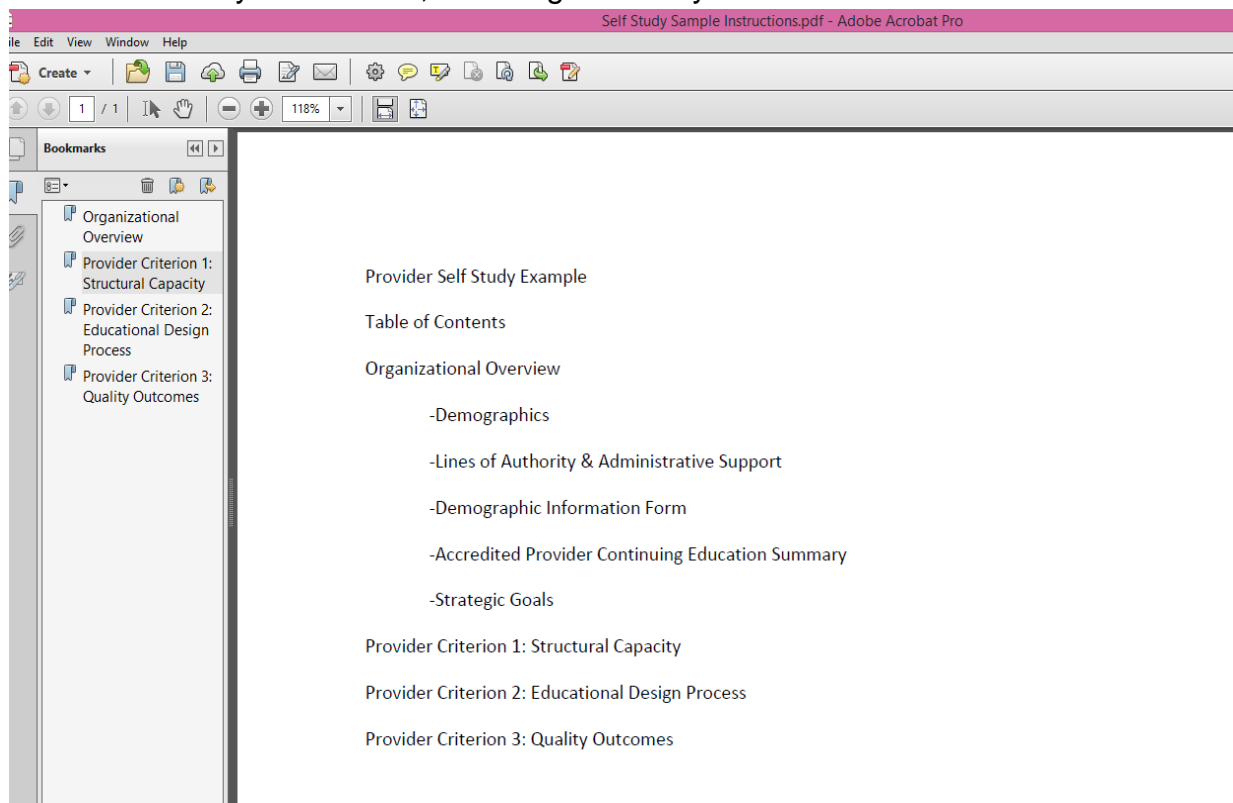 Self Study Sample Instructions.pdf - Adobe Acrobat Pro
Edit View Window Help
Create
1 / 1 118%
Bookmarks
Organizational
Overview
Provider Criterion 1:
Structural Capacity
Provider Criterion 2:
Educational Design
Process
Provider Criterion 3:
Quality Outcomes
Provider Self Study Example
Table of Contents
Organizational Overview
-Demographics
-Lines of Authority & Administrative Support
-Demographic Information Form
-Accredited Provider Continuing Education Summary
-Strategic Goals
Provider Criterion 1: Structural Capacity
Provider Criterion 2: Educational Design Process
Provider Criterion 3: Quality Outcomes